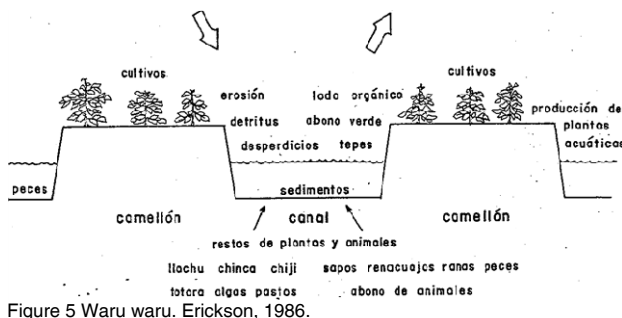 cultivos
cultivos
erosión lodo orgánico
detritus abono verde
desperdicios tepes
producción de
plantas
acuáticas
peces
sedimentos
camellón canal camellón
restos de plantas y animales
llachu chinca chiji sapos renacuajos ranas peces
totora algas pastos abono de animales
Figure 5 Waru waru. Erickson, 1986.